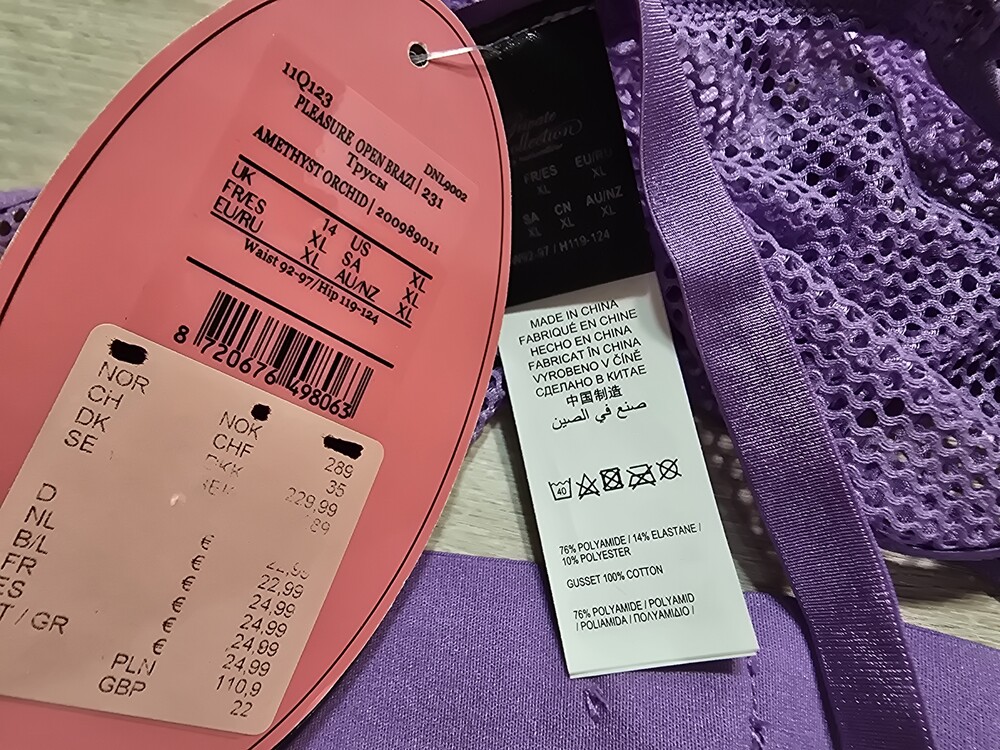 11Q123
PLEASURE OPEN BRAZI | 231
DNL9002
Трусы
AMETHYST ORCHID | 200989011
UK 14 US XL
FR/ES XL SA XL
EU/RU XL AU/NZ XL
Waist 92-97/Hip 119-124
8 720676 498063
NOR NOK 289
CH CHF 35
DK DKK 229,99
SE
D €
NL € 22,99
B/L € 24,99
FR € 24,99
ES € 24,99
/ GR € 24,99
PLN 110,9
GBP 22
Private
Collection
FR/ES EU/RU
XL XL
SA CN AU/NZ
XL XL XL
W92-97 / H119-124
MADE IN CHINA
FABRIQUÉ EN CHINE
HECHO EN CHINA
FABRICAT ÎN CHINA
VYROBENO V ČÍNĚ
СДЕЛАНО В КИТАЕ
中国制造
صنع في الصين
40
76% POLYAMIDE / 14% ELASTANE /
10% POLYESTER
GUSSET 100% COTTON
76% POLYAMIDE / POLYAMID
/ POLIAMIDA / ΠΟΛΥΑΜΙΔΙΟ /